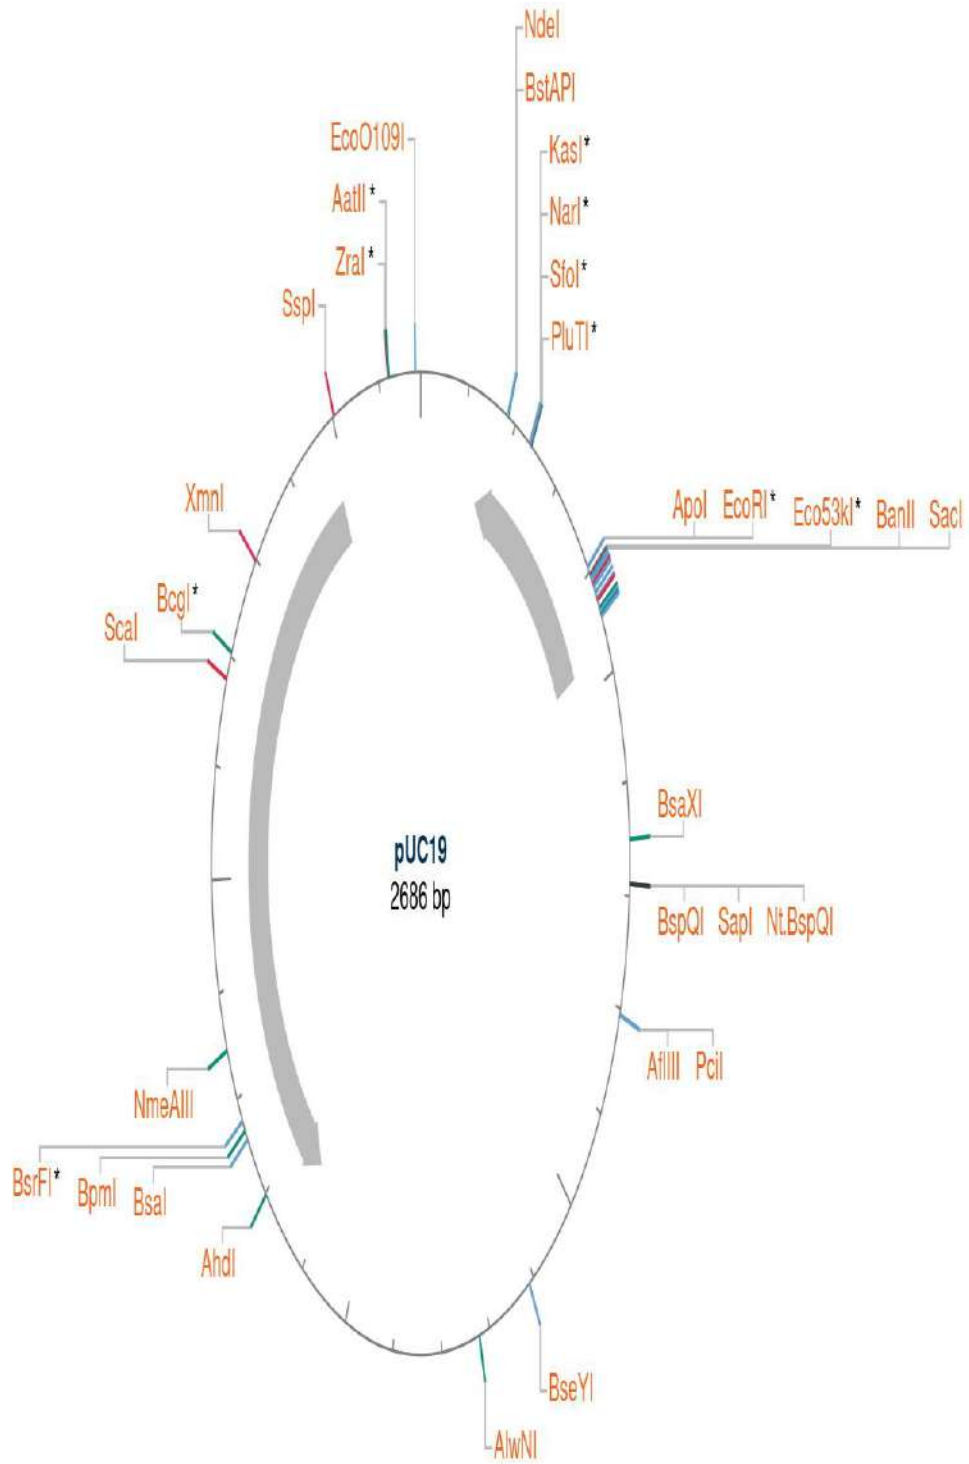 NdeI
BstAPI
EcoO109I
KasI*
AatII*
NarI*
ZraI*
SfoI*
SspI
PluTI*
XmnI
ApoI EcoRI* Eco53kI* BanII SacI
BcgI*
ScaI
BsaXI
pUC19
2686 bp
BspQI SapI Nt.BspQI
AflIII PciI
NmeAIII
BsrFI* BpmI BsaI
AhdI
BseYI
AlwNI